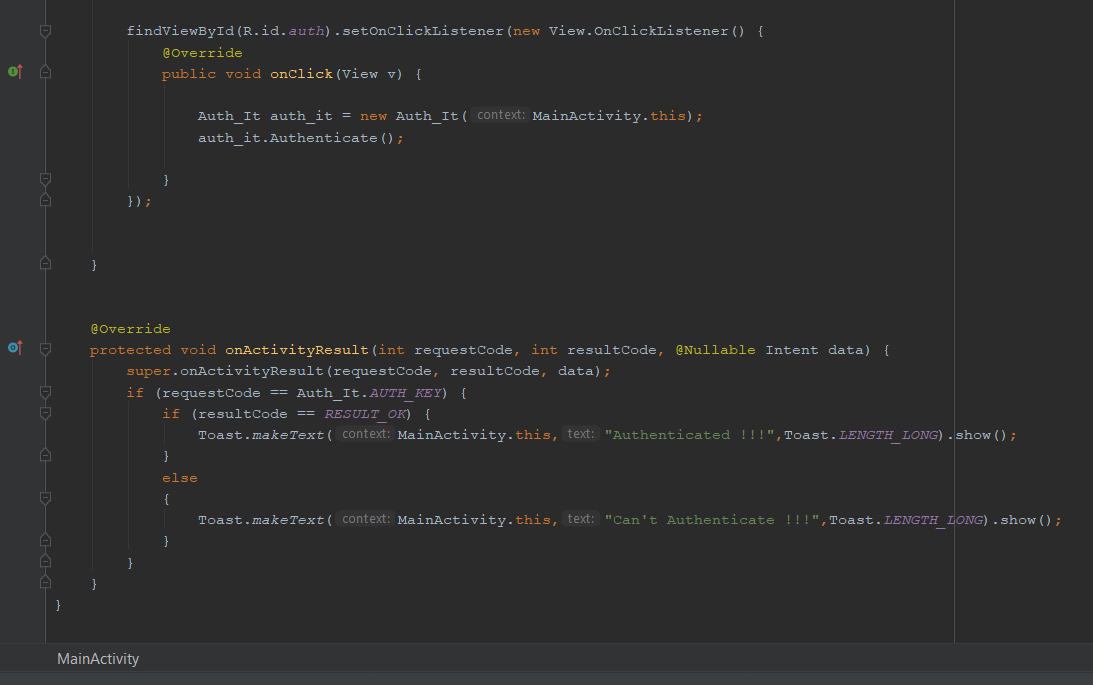 findViewById(R.id.auth).setOnClickListener(new View.OnClickListener() {
@Override
public void onClick(View v) {
Auth_It auth_it = new Auth_It( context: MainActivity.this);
auth_it.Authenticate();
}
});
}
@Override
protected void onActivityResult(int requestCode, int resultCode, @Nullable Intent data) {
super.onActivityResult(requestCode, resultCode, data);
if (requestCode == Auth_It.AUTH_KEY) {
if (resultCode == RESULT_OK) {
Toast.makeText( context: MainActivity.this, text: "Authenticated !!!",Toast.LENGTH_LONG).show();
}
else
{
Toast.makeText( context: MainActivity.this, text: "Can't Authenticate !!!",Toast.LENGTH_LONG).show();
}
}
}
}
MainActivity